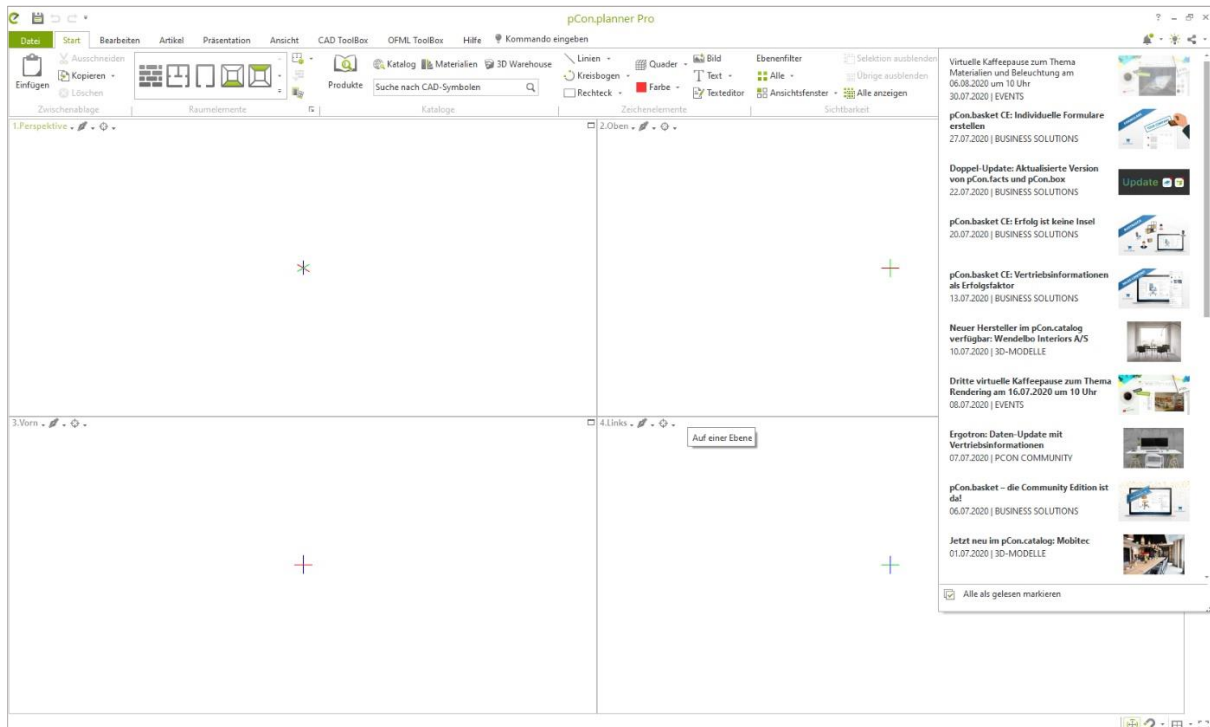 pCon.planner Pro
Datei Start Bearbeiten Artikel Präsentation Ansicht CAD ToolBox OFML ToolBox Hilfe Kommando eingeben
Einfügen
Ausschneiden
Kopieren
Löschen
Zwischenablage
Raumelemente
Produkte
Katalog Materialien 3D Warehouse
Suche nach CAD-Symbolen
Kataloge
Linien
Kreisbogen
Rechteck
Quader
Farbe
Bild
Text
Texteditor
Zeichenelemente
Ebenenfilter
Alle
Ansichtsfenster
Selektion ausblenden
Übrige ausblenden
Alle anzeigen
Sichtbarkeit
1.Perspektive
2.Oben
3.Vorn
4.Links
Auf einer Ebene
Virtuelle Kaffeepause zum Thema
Materialien und Beleuchtung am
06.08.2020 um 10 Uhr
30.07.2020 | EVENTS
pCon.basket CE: Individuelle Formulare
erstellen
27.07.2020 | BUSINESS SOLUTIONS
Doppel-Update: Aktualisierte Version
von pCon.facts und pCon.box
22.07.2020 | BUSINESS SOLUTIONS
Update
pCon.basket CE: Erfolg ist keine Insel
20.07.2020 | BUSINESS SOLUTIONS
pCon.basket CE: Vertriebsinformationen
als Erfolgsfaktor
13.07.2020 | BUSINESS SOLUTIONS
Neuer Hersteller im pCon.catalog
verfügbar: Wendelbo Interiors A/S
10.07.2020 | 3D-MODELLE
Dritte virtuelle Kaffeepause zum Thema
Rendering am 16.07.2020 um 10 Uhr
08.07.2020 | EVENTS
Ergotron: Daten-Update mit
Vertriebsinformationen
07.07.2020 | PCON COMMUNITY
pCon.basket – die Community Edition ist
da!
06.07.2020 | BUSINESS SOLUTIONS
Jetzt neu im pCon.catalog: Mobitec
01.07.2020 | 3D-MODELLE
Alle als gelesen markieren